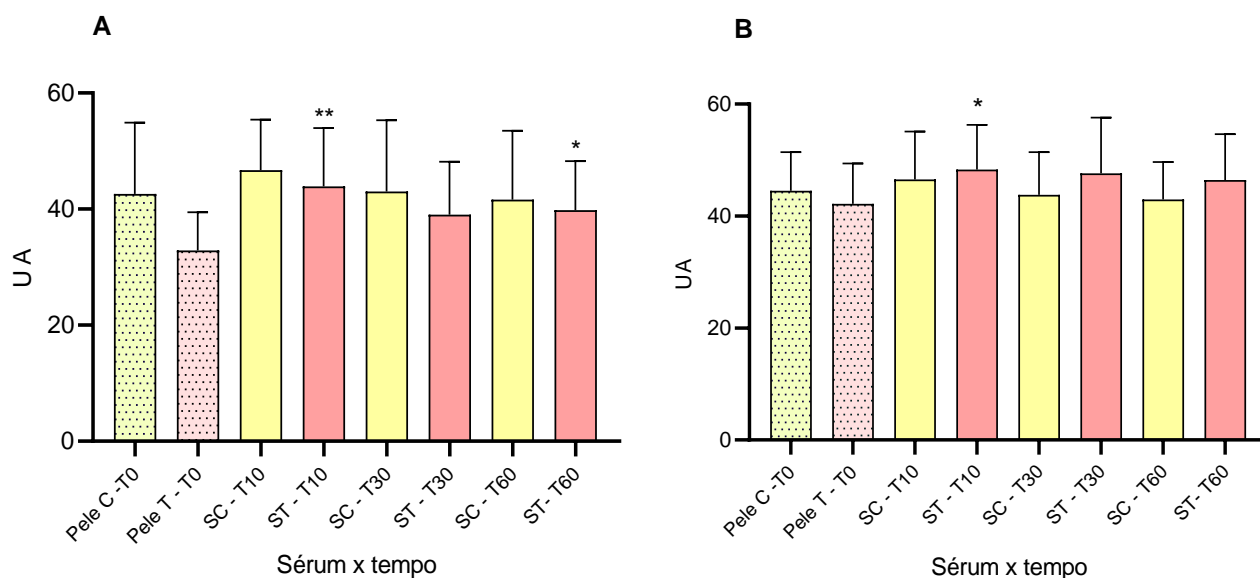 A
60
40
20
0
U A
**
*
Pele C -T0
Pele T - T0
SC - T10
ST - T10
SC - T30
ST - T30
SC - T60
ST- T60
Sérum x tempo
B
60
40
20
0
UA
*
Pele C - T0
Pele T - T0
SC - T10
ST - T10
SC - T30
ST - T30
SC - T60
ST- T60
Sérum x tempo